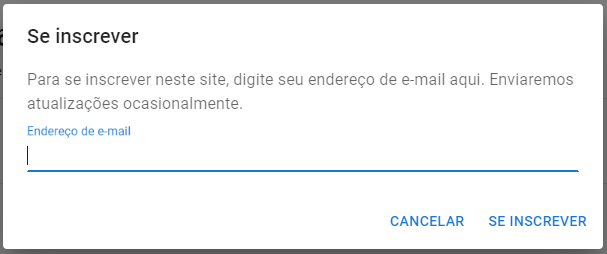 Se inscrever
Para se inscrever neste site, digite seu endereço de e-mail aqui. Enviaremos
atualizações ocasionalmente.
Endereço de e-mail
CANCELAR SE INSCREVER